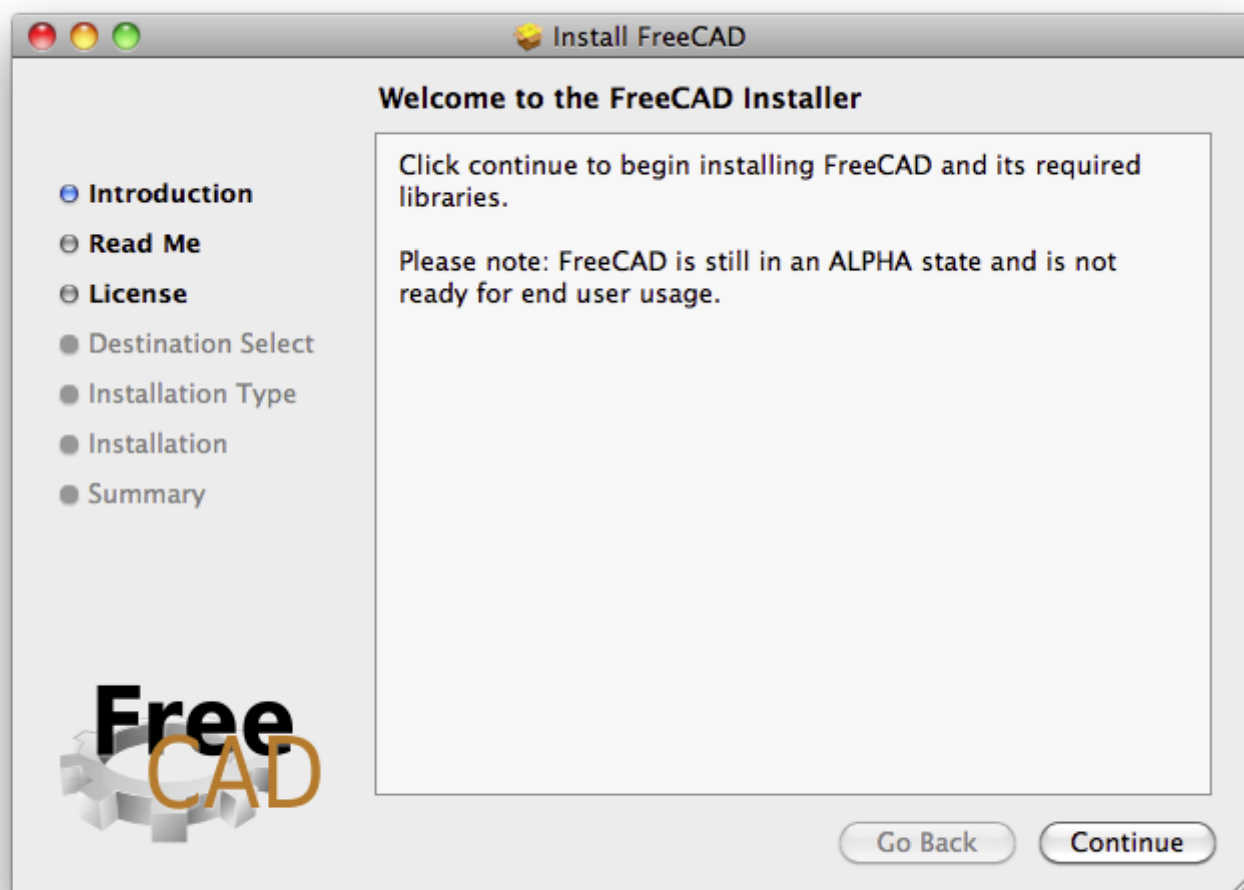 Install FreeCAD
Welcome to the FreeCAD Installer
Introduction
Read Me
License
Destination Select
Installation Type
Installation
Summary
Click continue to begin installing FreeCAD and its required
libraries.
Please note: FreeCAD is still in an ALPHA state and is not
ready for end user usage.
Free
CAD
Go Back
Continue